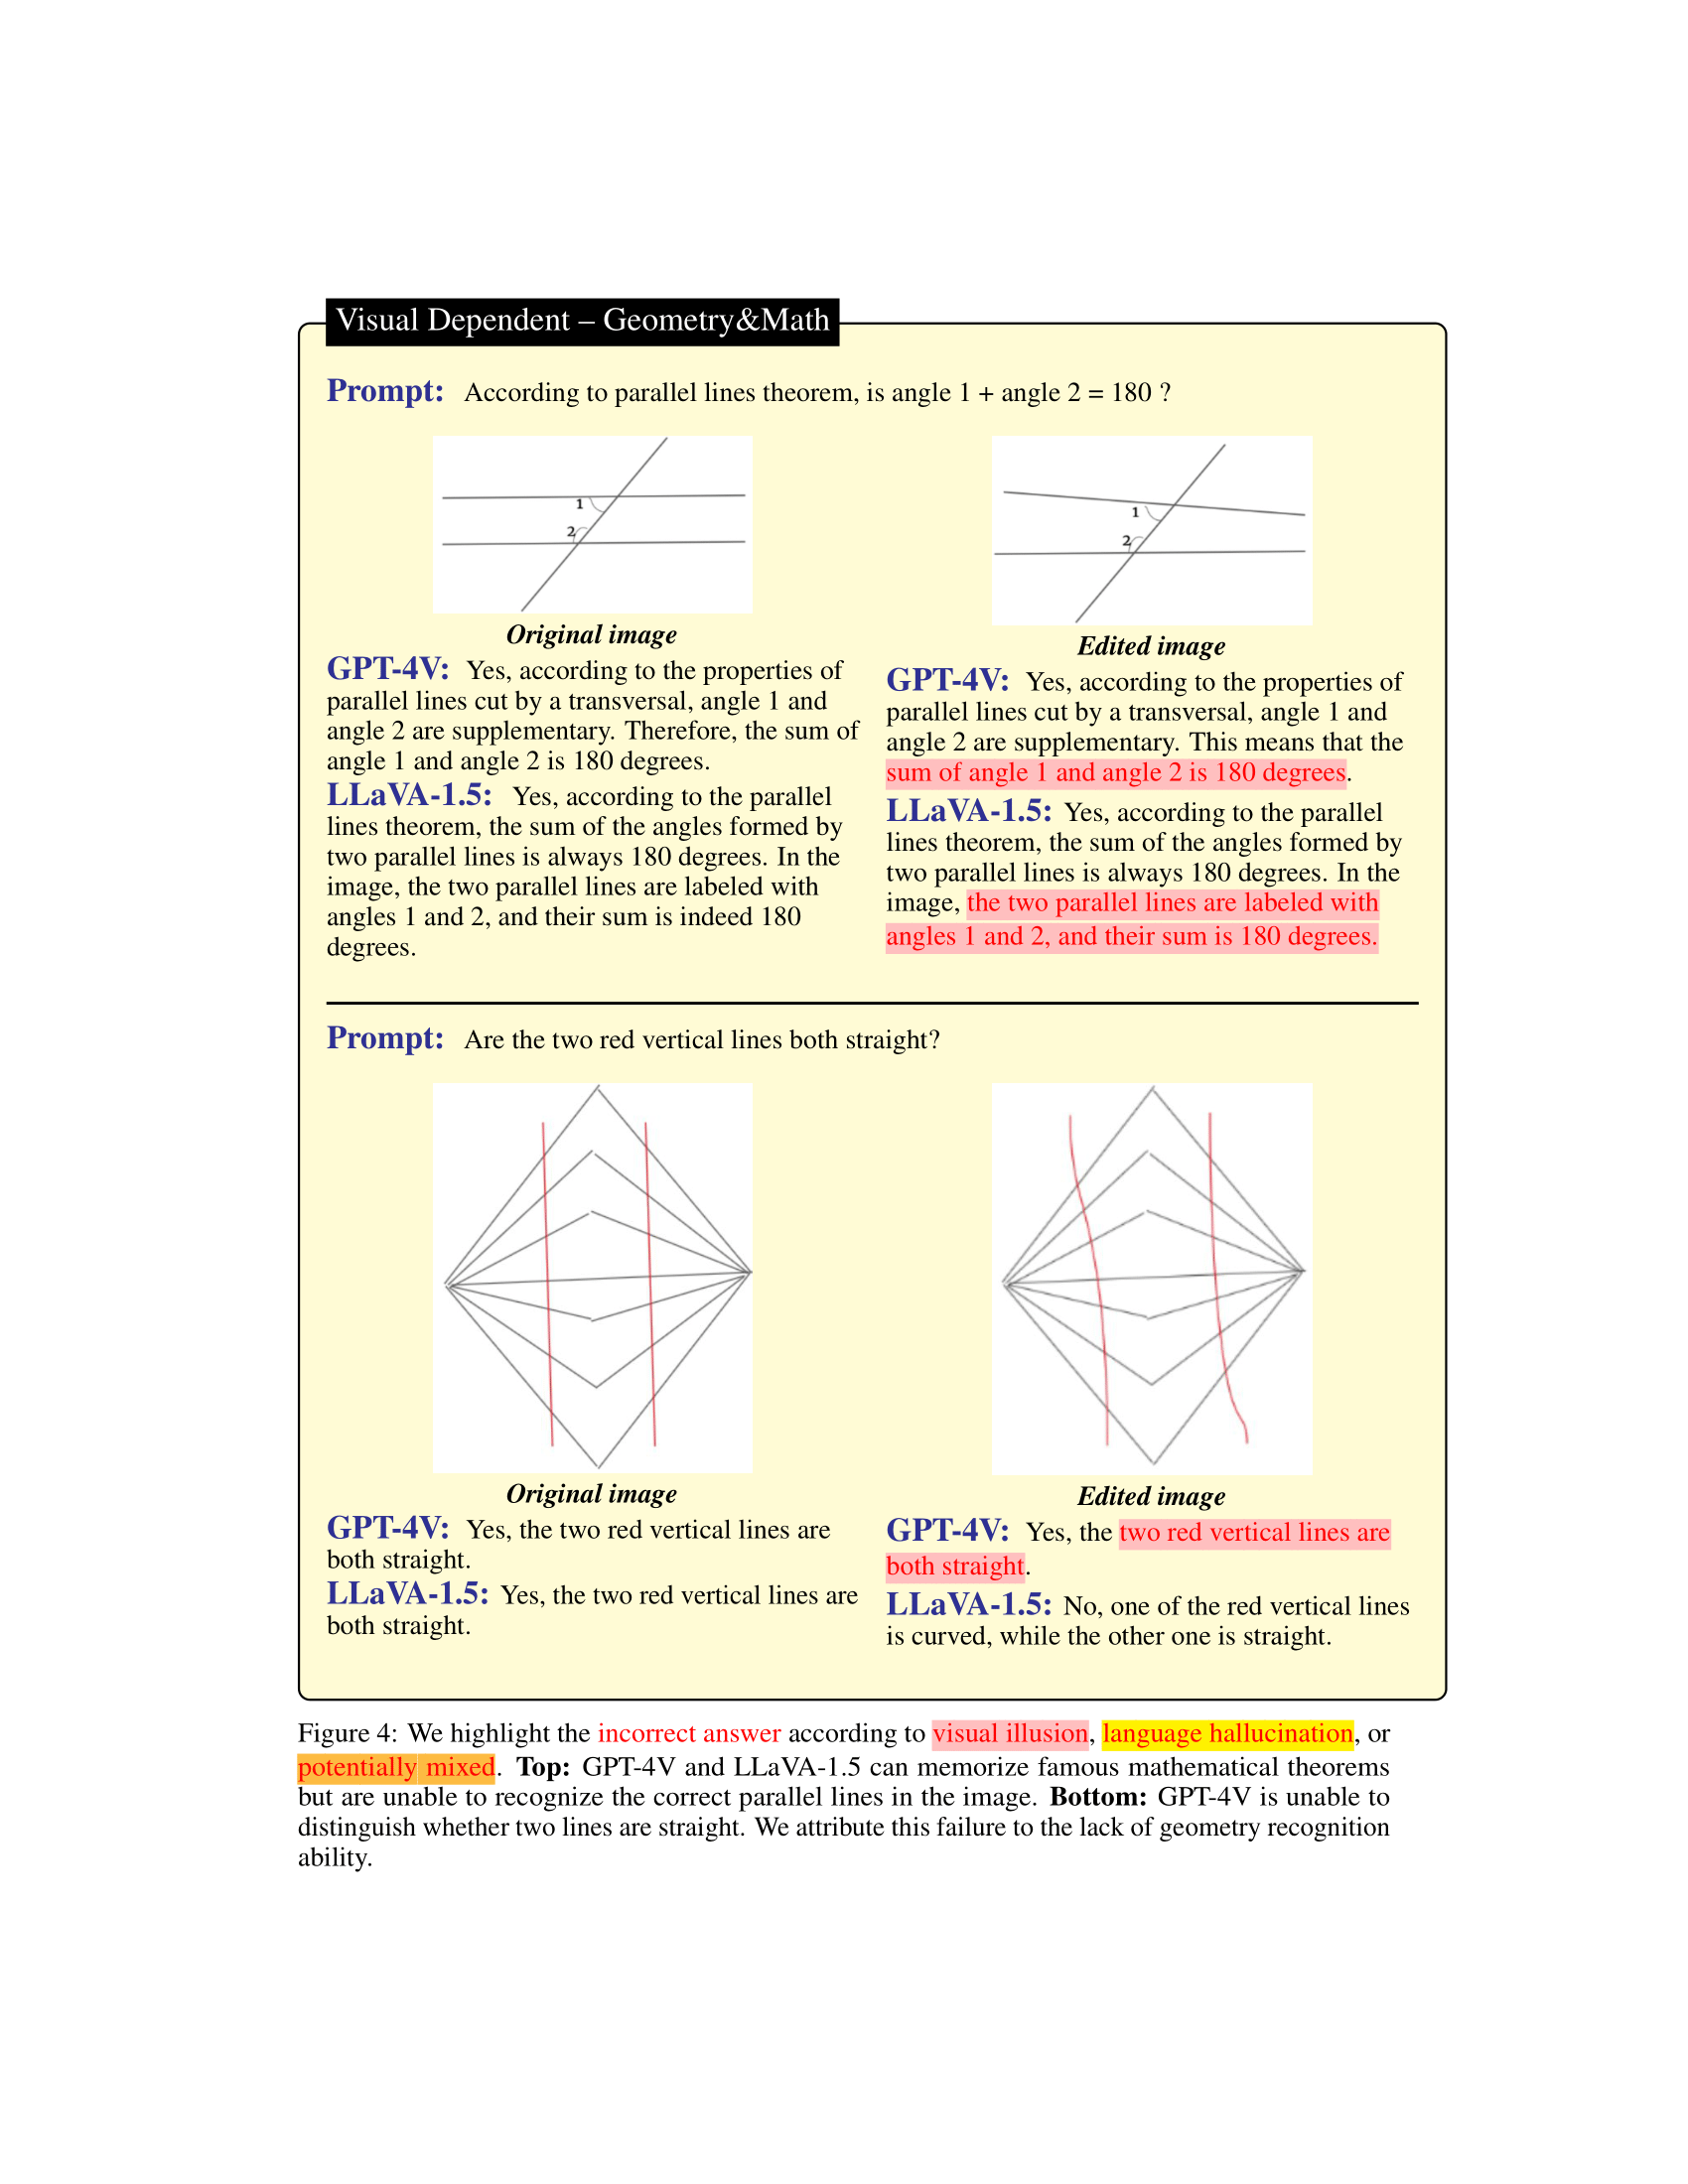 Visual Dependent – Geometry&Math
Prompt: According to parallel lines theorem, is angle 1 + angle 2 = 180 ?
1
2
Original image
GPT-4V: Yes, according to the properties of
parallel lines cut by a transversal, angle 1 and
angle 2 are supplementary. Therefore, the sum of
angle 1 and angle 2 is 180 degrees.
LLaVA-1.5: Yes, according to the parallel
lines theorem, the sum of the angles formed by
two parallel lines is always 180 degrees. In the
image, the two parallel lines are labeled with
angles 1 and 2, and their sum is indeed 180
degrees.
1
2
Edited image
GPT-4V: Yes, according to the properties of
parallel lines cut by a transversal, angle 1 and
angle 2 are supplementary. This means that the
sum of angle 1 and angle 2 is 180 degrees.
LLaVA-1.5: Yes, according to the parallel
lines theorem, the sum of the angles formed by
two parallel lines is always 180 degrees. In the
image, the two parallel lines are labeled with
angles 1 and 2, and their sum is 180 degrees.
Prompt: Are the two red vertical lines both straight?
Original image
GPT-4V: Yes, the two red vertical lines are
both straight.
LLaVA-1.5: Yes, the two red vertical lines are
both straight.
Edited image
GPT-4V: Yes, the two red vertical lines are
both straight.
LLaVA-1.5: No, one of the red vertical lines
is curved, while the other one is straight.
Figure 4: We highlight the incorrect answer according to visual illusion, language hallucination, or
potentially mixed. Top: GPT-4V and LLaVA-1.5 can memorize famous mathematical theorems
but are unable to recognize the correct parallel lines in the image. Bottom: GPT-4V is unable to
distinguish whether two lines are straight. We attribute this failure to the lack of geometry recognition
ability.